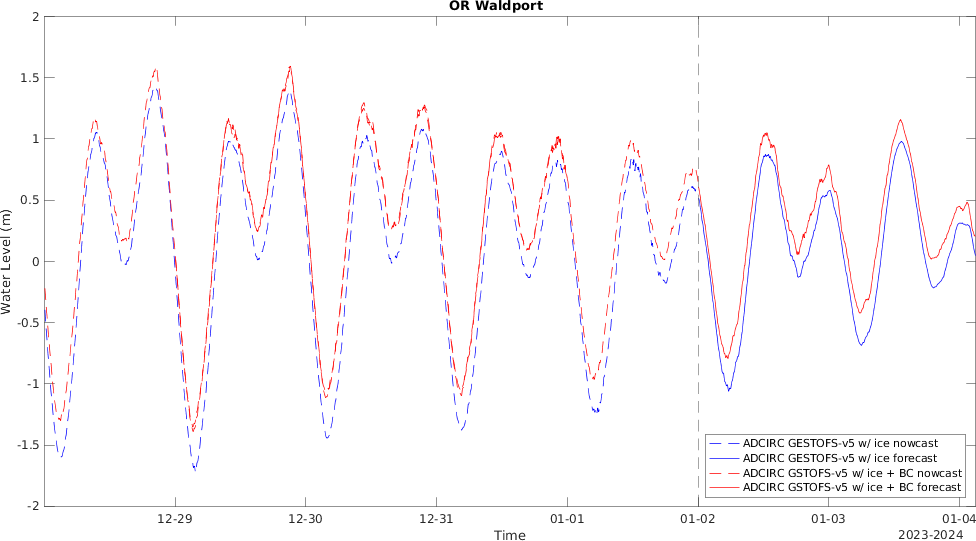 OR Waldport
2
1.5
1
0.5
0
-0.5
-1
-1.5
-2
Water Level (m)
ADCIRC GESTOFS-v5 w/ ice nowcast
ADCIRC GESTOFS-v5 w/ ice forecast
ADCIRC GSTOFS-v5 w/ ice + BC nowcast
ADCIRC GSTOFS-v5 w/ ice + BC forecast
12-29 12-30 12-31 01-01 01-02 01-03 01-04
Time
2023-2024